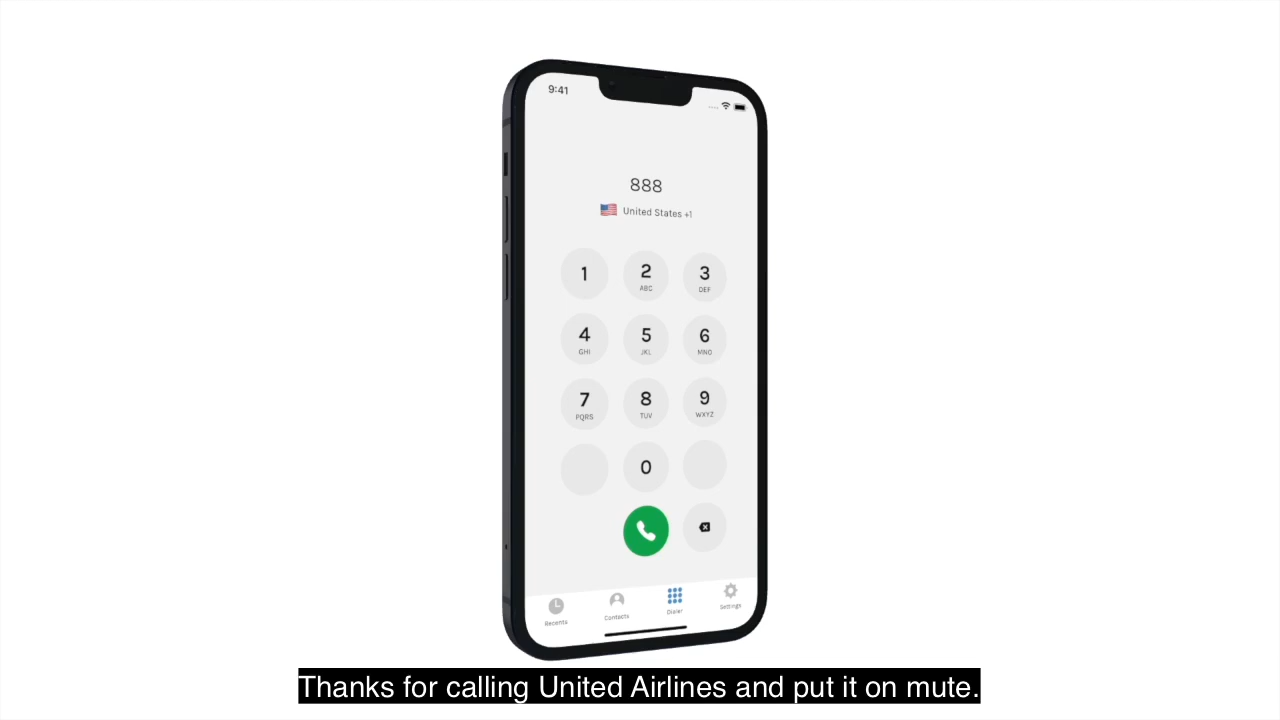 9:41
888
United States +1
1
2
3
ABC
DEF
4
5
6
GHI
JKL
MNO
7
8
9
PQRS
TUV
WXYZ
0
Recents
Contacts
Dialer
Settings
Thanks for calling United Airlines and put it on mute.